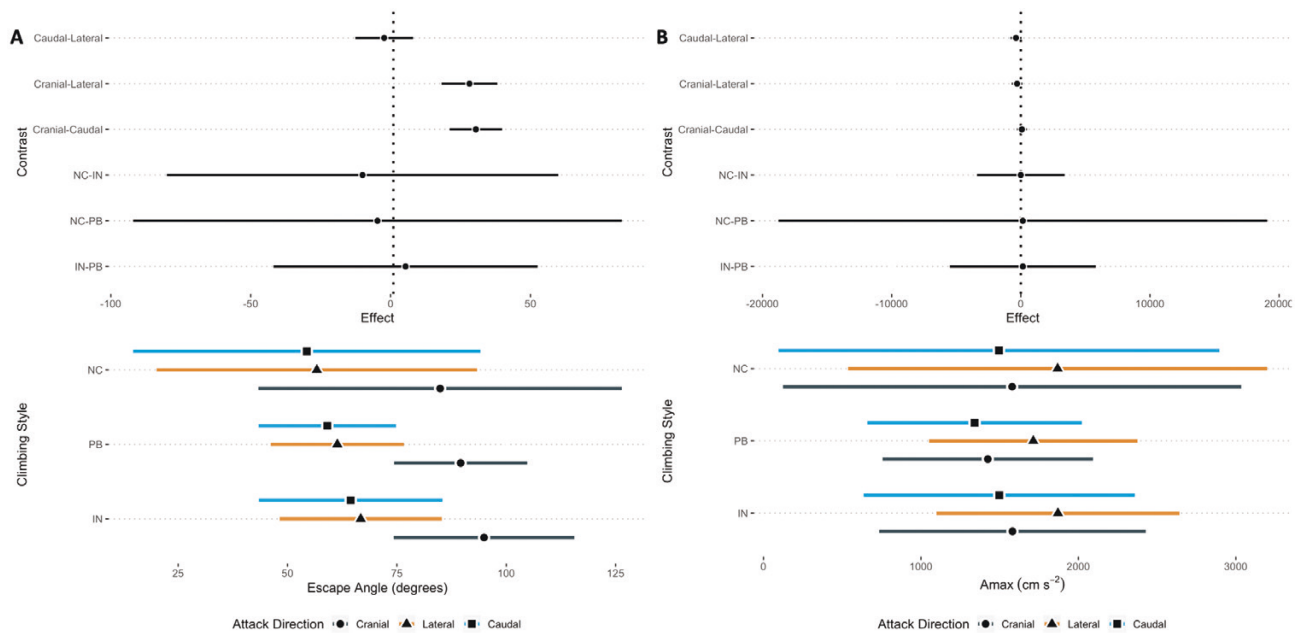 A
Contrast
Caudal-Lateral
Cranial-Lateral
Cranial-Caudal
NC-IN
NC-PB
IN-PB
-100 -50 0 50
Effect
Climbing Style
NC
PB
IN
25 50 75 100 125
Escape Angle (degrees)
Attack Direction Cranial Lateral Caudal
B
Contrast
Caudal-Lateral
Cranial-Lateral
Cranial-Caudal
NC-IN
NC-PB
IN-PB
-20000 -10000 0 10000 20000
Effect
Climbing Style
NC
PB
IN
0 1000 2000 3000
Amax (cm s⁻²)
Attack Direction Cranial Lateral Caudal